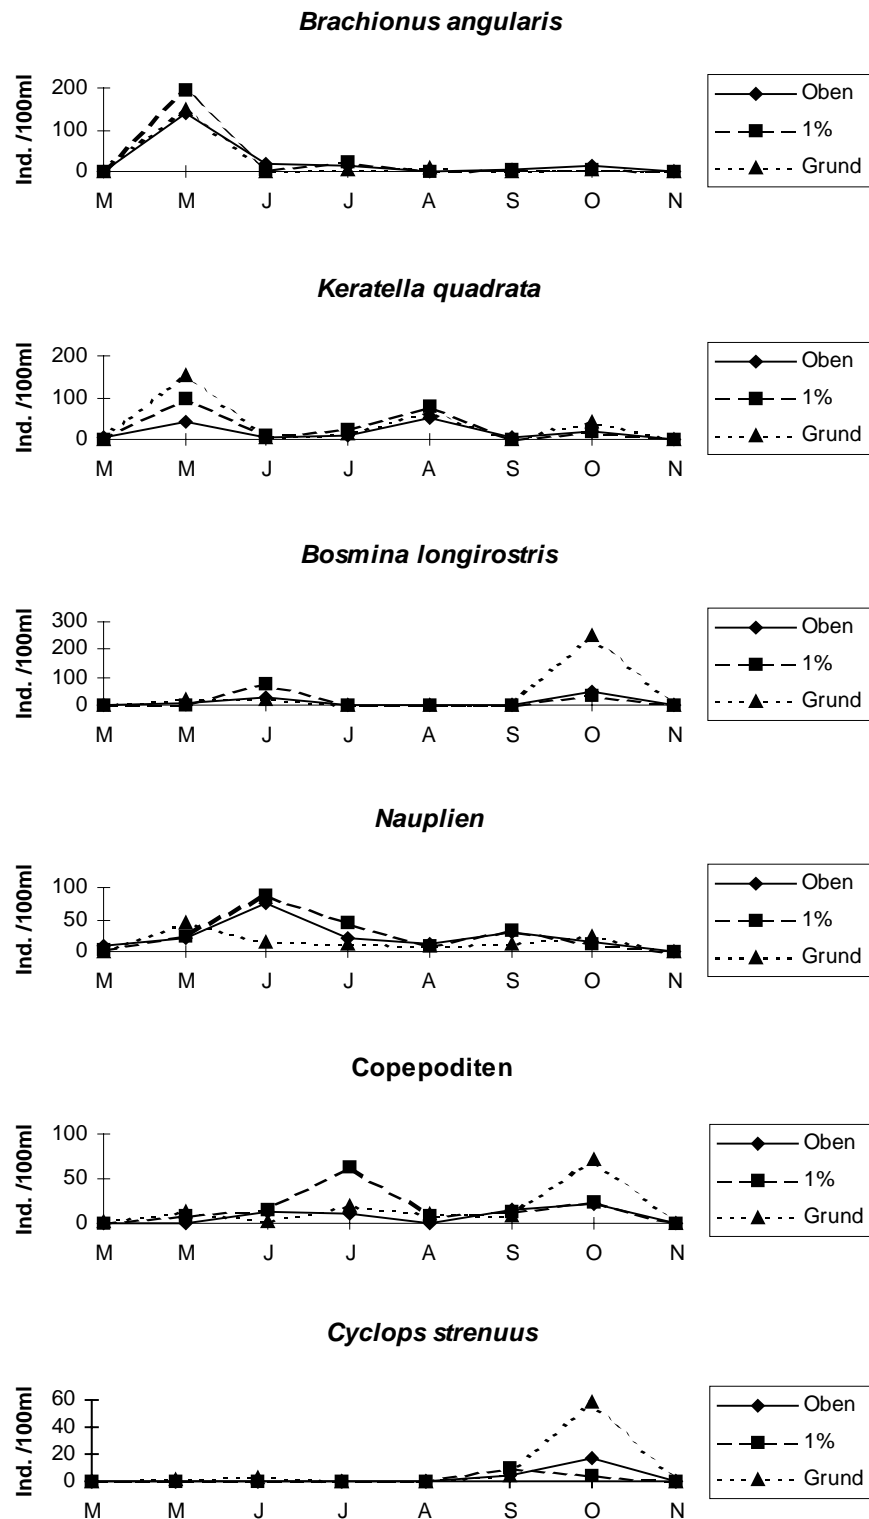 Brachionus angularis
Ind. /100ml
200
100
0
M M J J A S O N
Oben
1%
Grund
Keratella quadrata
Ind. /100ml
200
100
0
M M J J A S O N
Oben
1%
Grund
Bosmina longirostris
Ind. /100ml
300
200
100
0
M M J J A S O N
Oben
1%
Grund
Nauplien
Ind. /100ml
100
50
0
M M J J A S O N
Oben
1%
Grund
Copepoditen
Ind. /100ml
100
50
0
M M J J A S O N
Oben
1%
Grund
Cyclops strenuus
Ind. /100ml
60
40
20
0
M M J J A S O N
Oben
1%
Grund